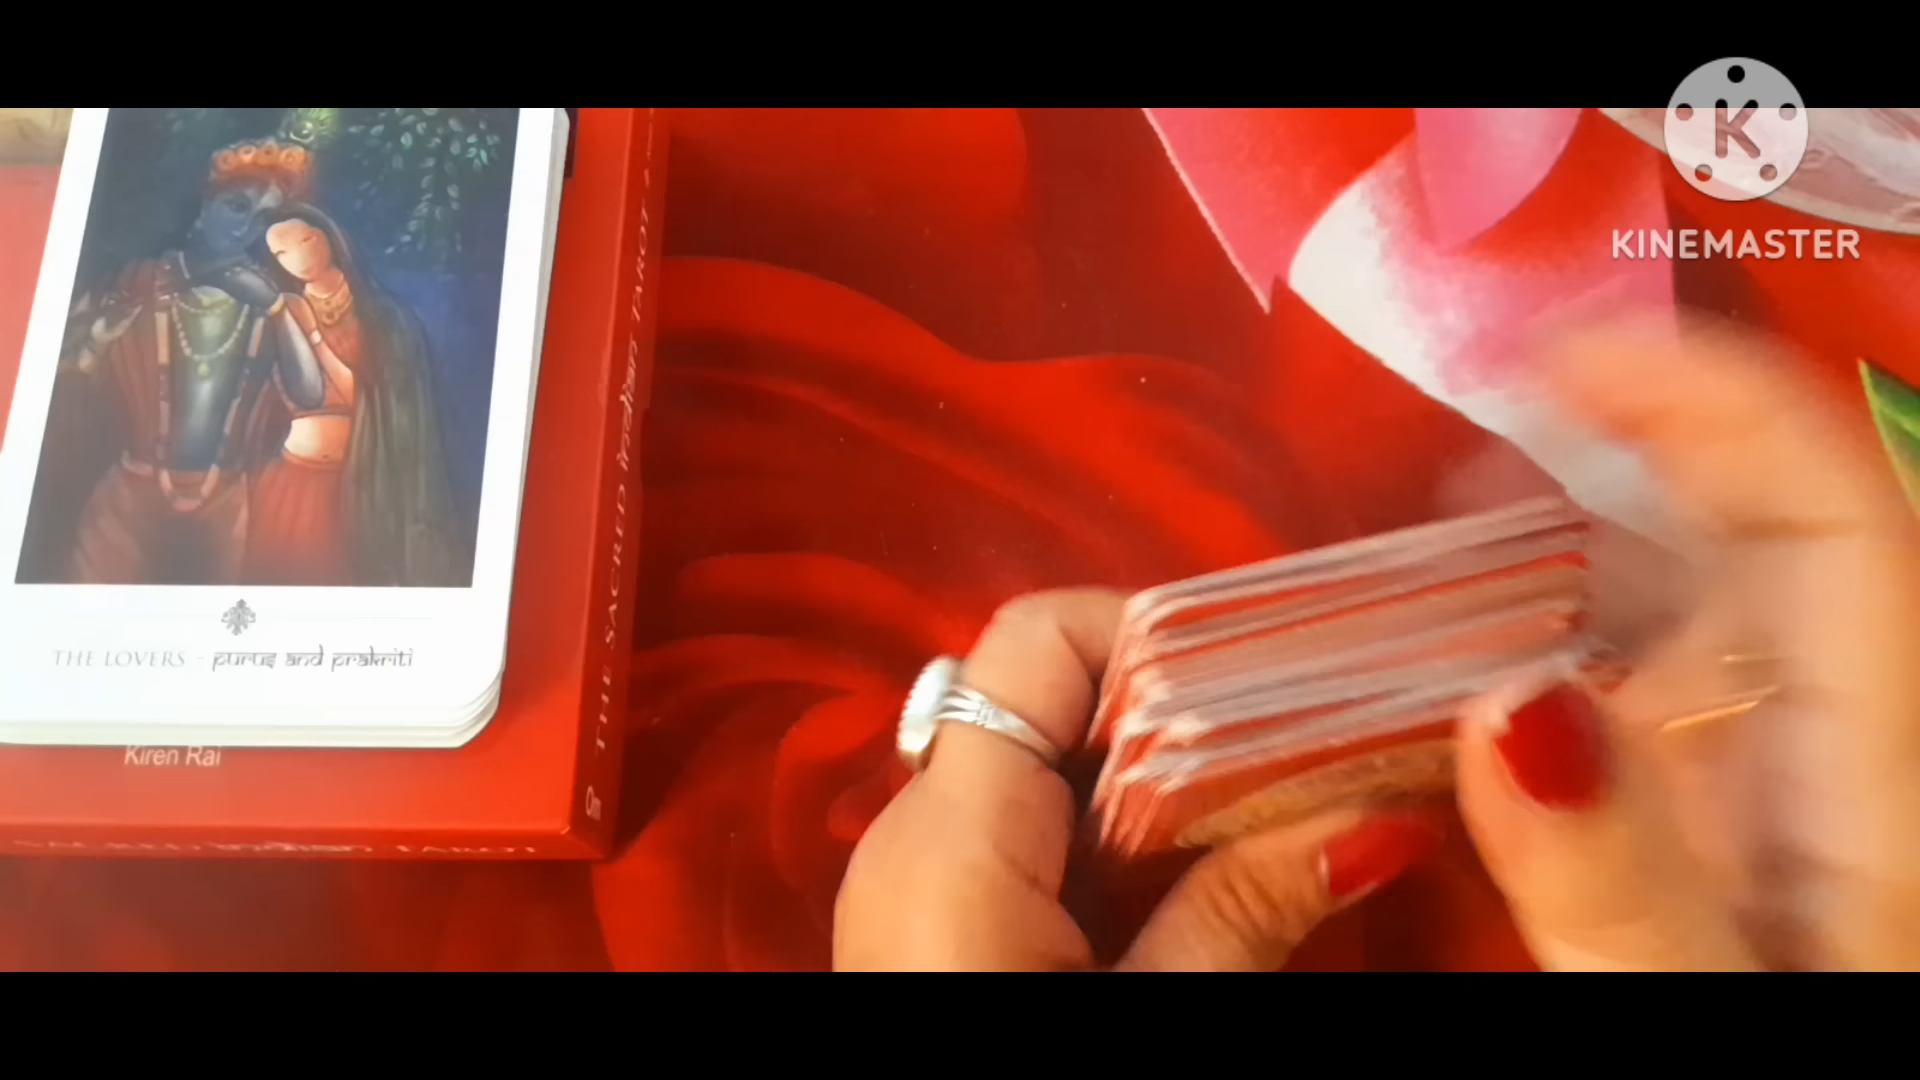 K
KINEMASTER
THE LOVERS - purus and prakriti
Kiren Rai
THE SACRED indian TAROT